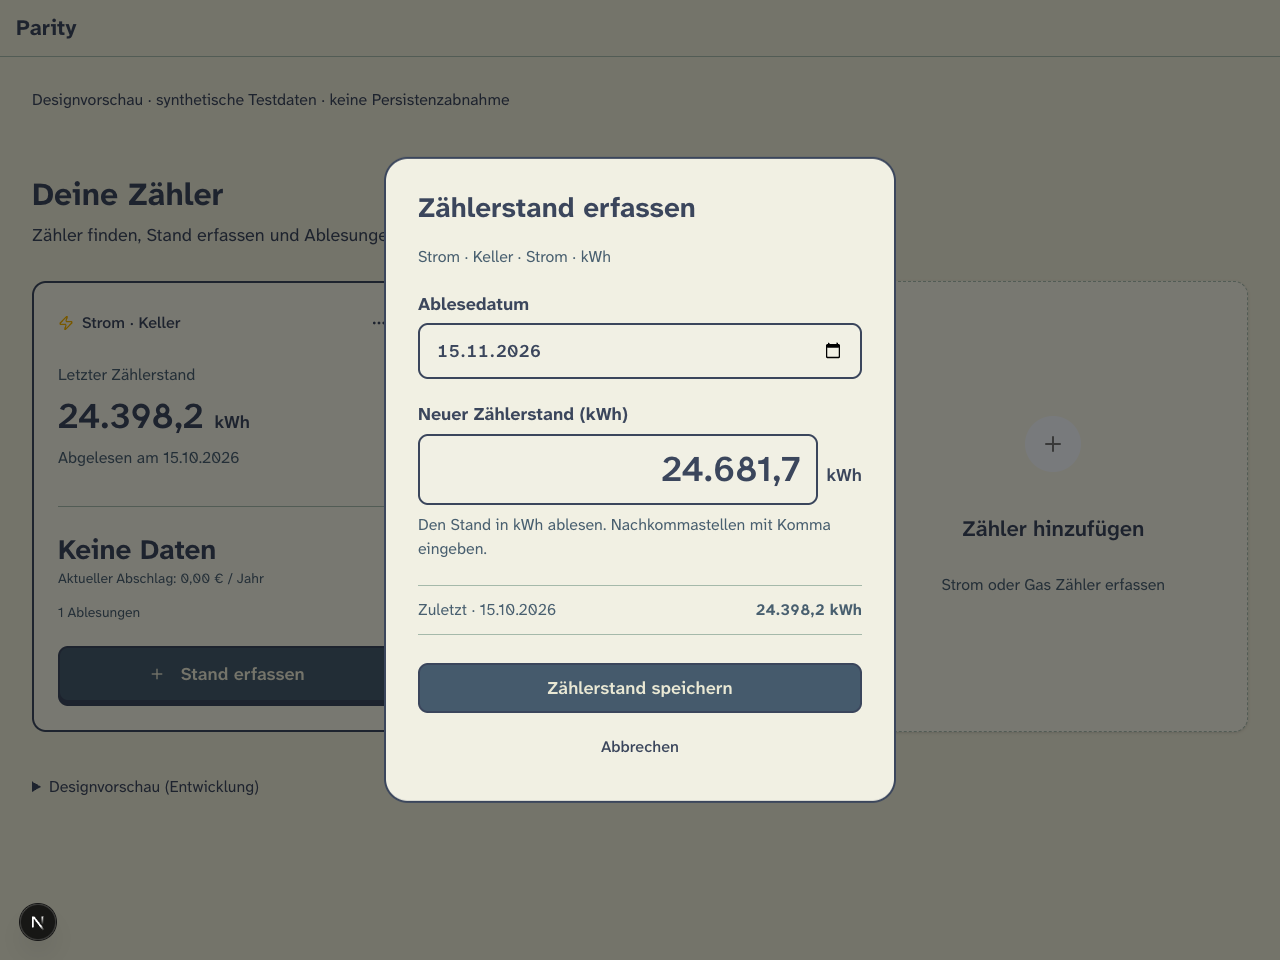 Parity
Designvorschau · synthetische Testdaten · keine Persistenzabnahme
Deine Zähler
Zähler finden, Stand erfassen und
Strom · Keller
···
Letzter Zählerstand
24.398,2 kWh
Abgelesen am 15.10.2026
Keine Daten
Aktueller Abschlag: 0,00 € / Jahr
1 Ablesungen
+ Stand erfassen
Zählerstand erfassen
Strom · Keller · Strom · kWh
Ablesedatum
15.11.2026
Neuer Zählerstand (kWh)
24.681,7 kWh
Den Stand in kWh ablesen. Nachkommastellen mit Komma
eingeben.
Zuletzt · 15.10.2026 24.398,2 kWh
Zählerstand speichern
Abbrechen
+
Zähler hinzufügen
Strom oder Gas Zähler erfassen
Designvorschau (Entwicklung)
N